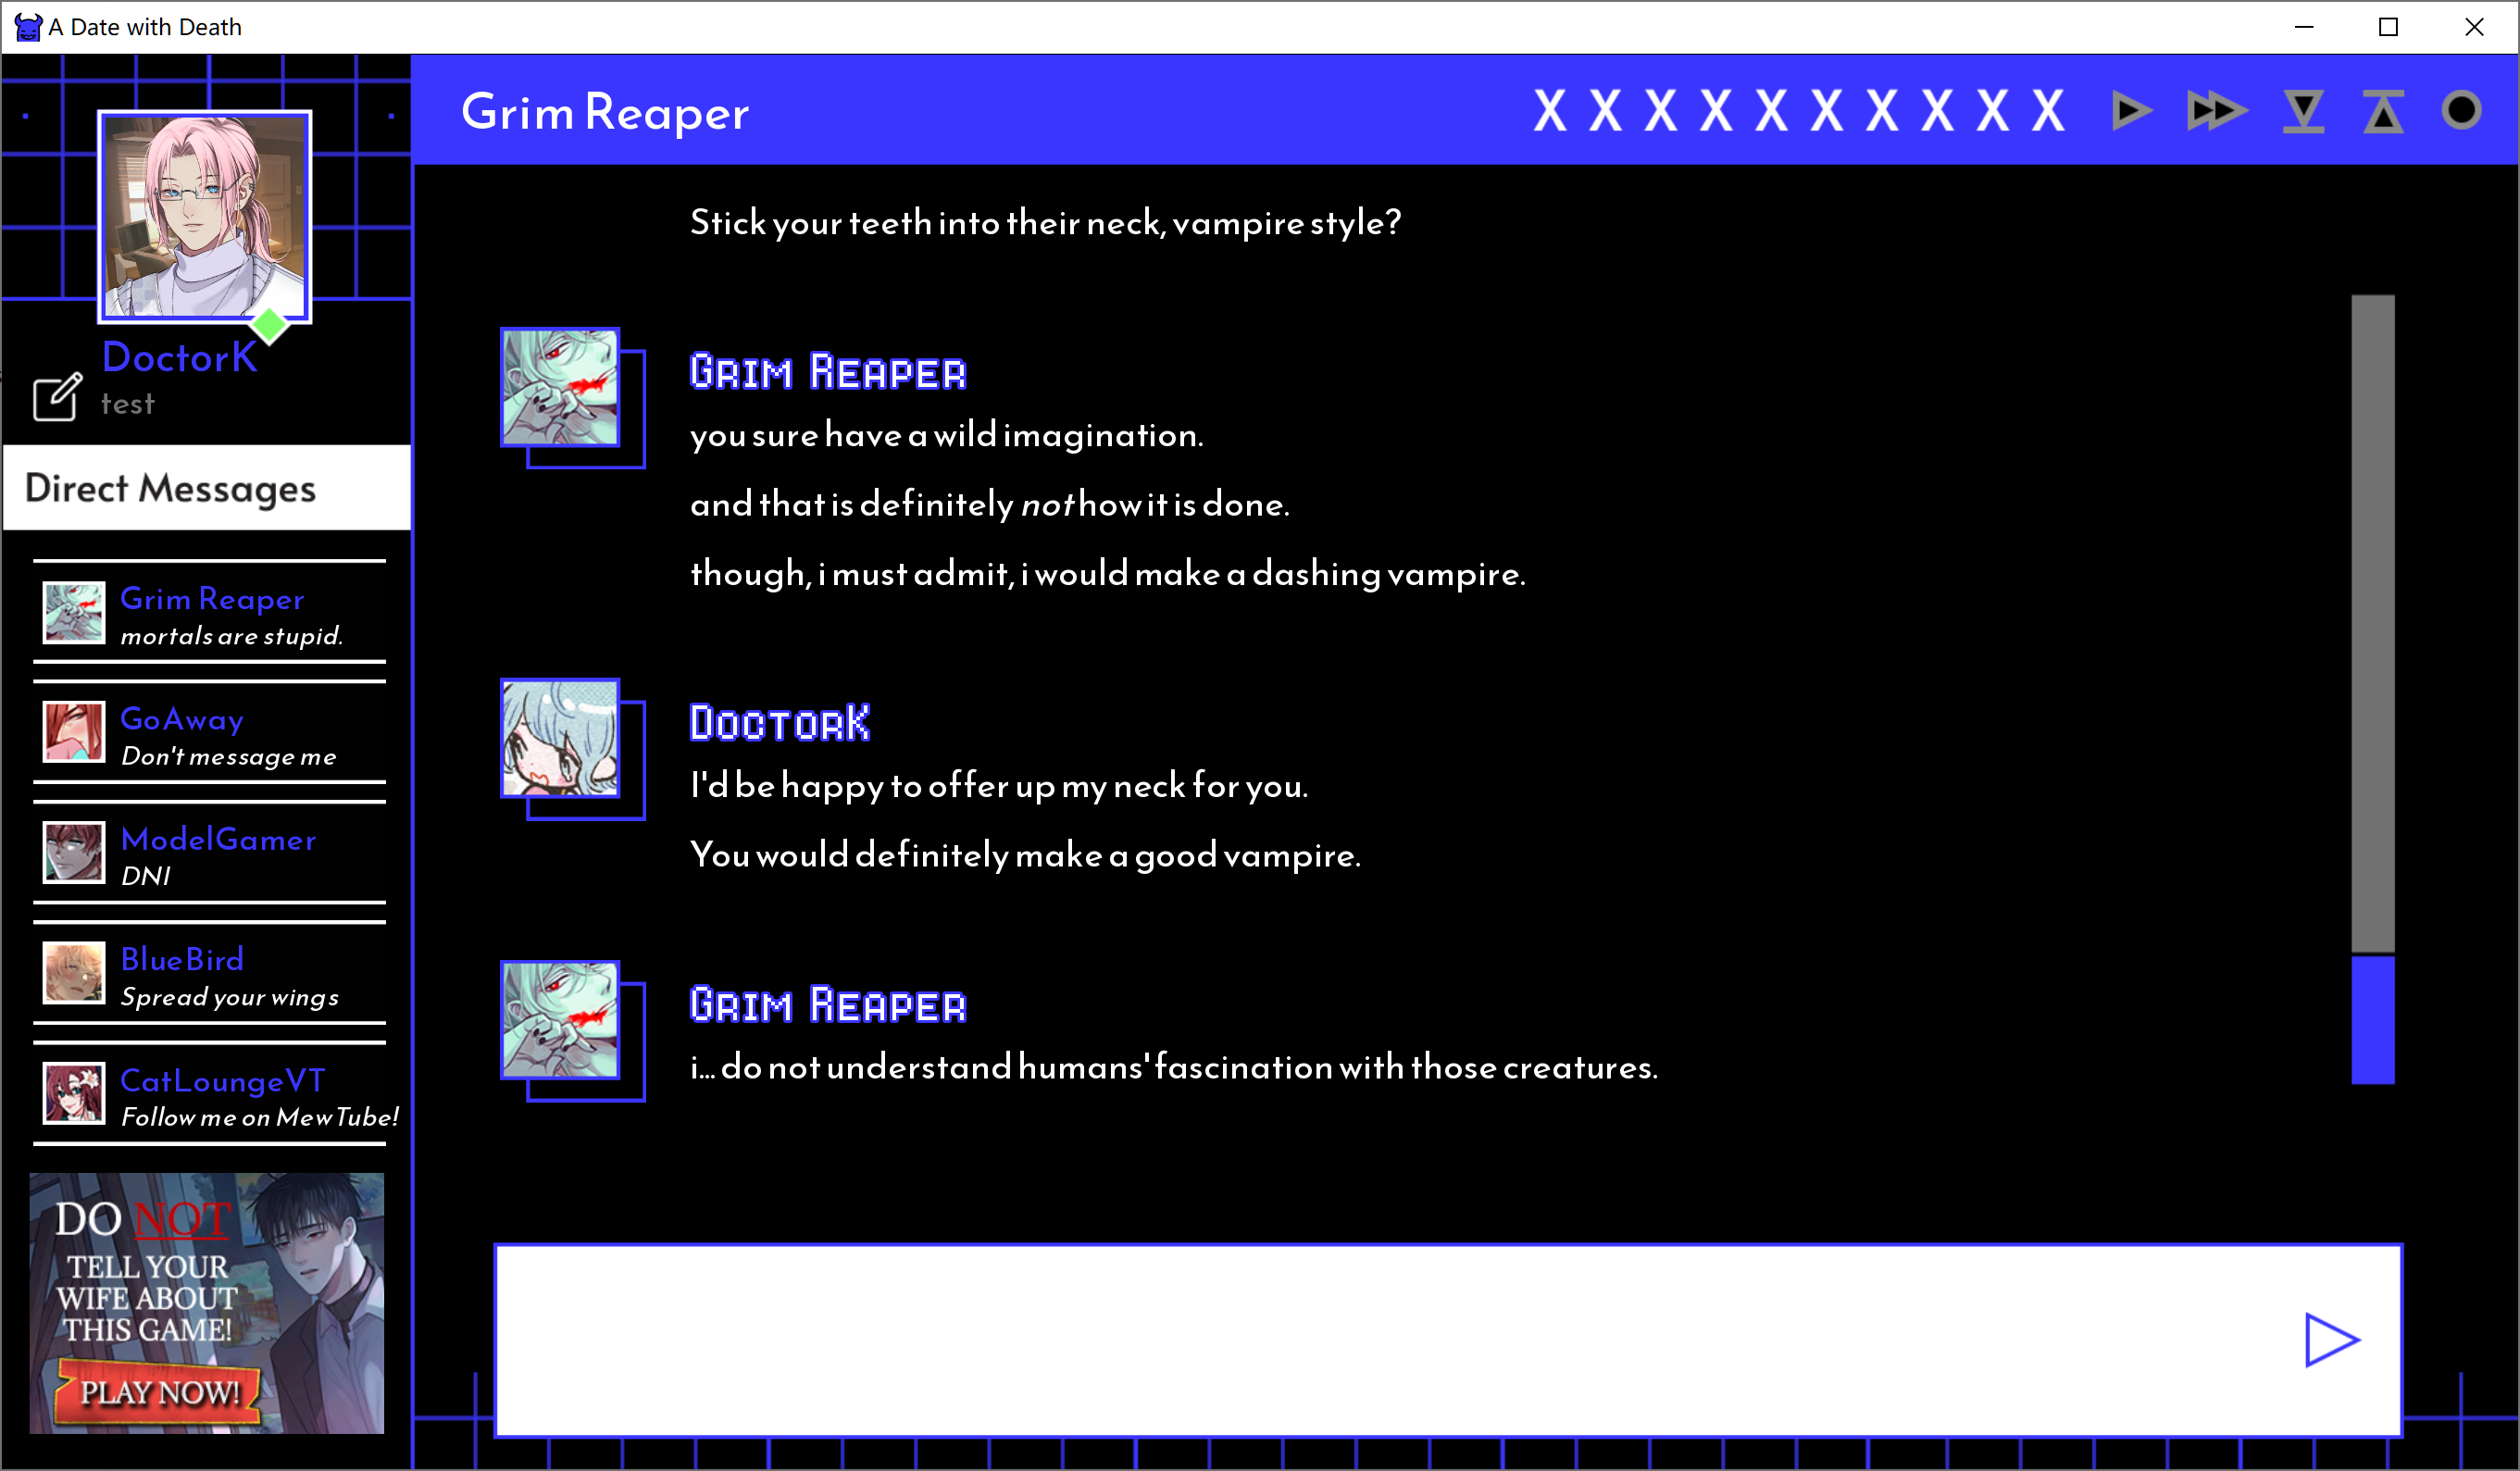 A Date with Death
DoctorK
test
Direct Messages
Grim Reaper
mortals are stupid.
GoAway
Don't message me
ModelGamer
DNI
BlueBird
Spread your wings
CatLoungeVT
Follow me on MewTube!
DO NOT
TELL YOUR
WIFE ABOUT
THIS GAME!
PLAY NOW!
Grim Reaper
X X X X X X X X X X
Stick your teeth into their neck, vampire style?
Grim Reaper
you sure have a wild imagination.
and that is definitely not how it is done.
though, i must admit, i would make a dashing vampire.
DoctorK
I'd be happy to offer up my neck for you.
You would definitely make a good vampire.
Grim Reaper
i... do not understand humans' fascination with those creatures.